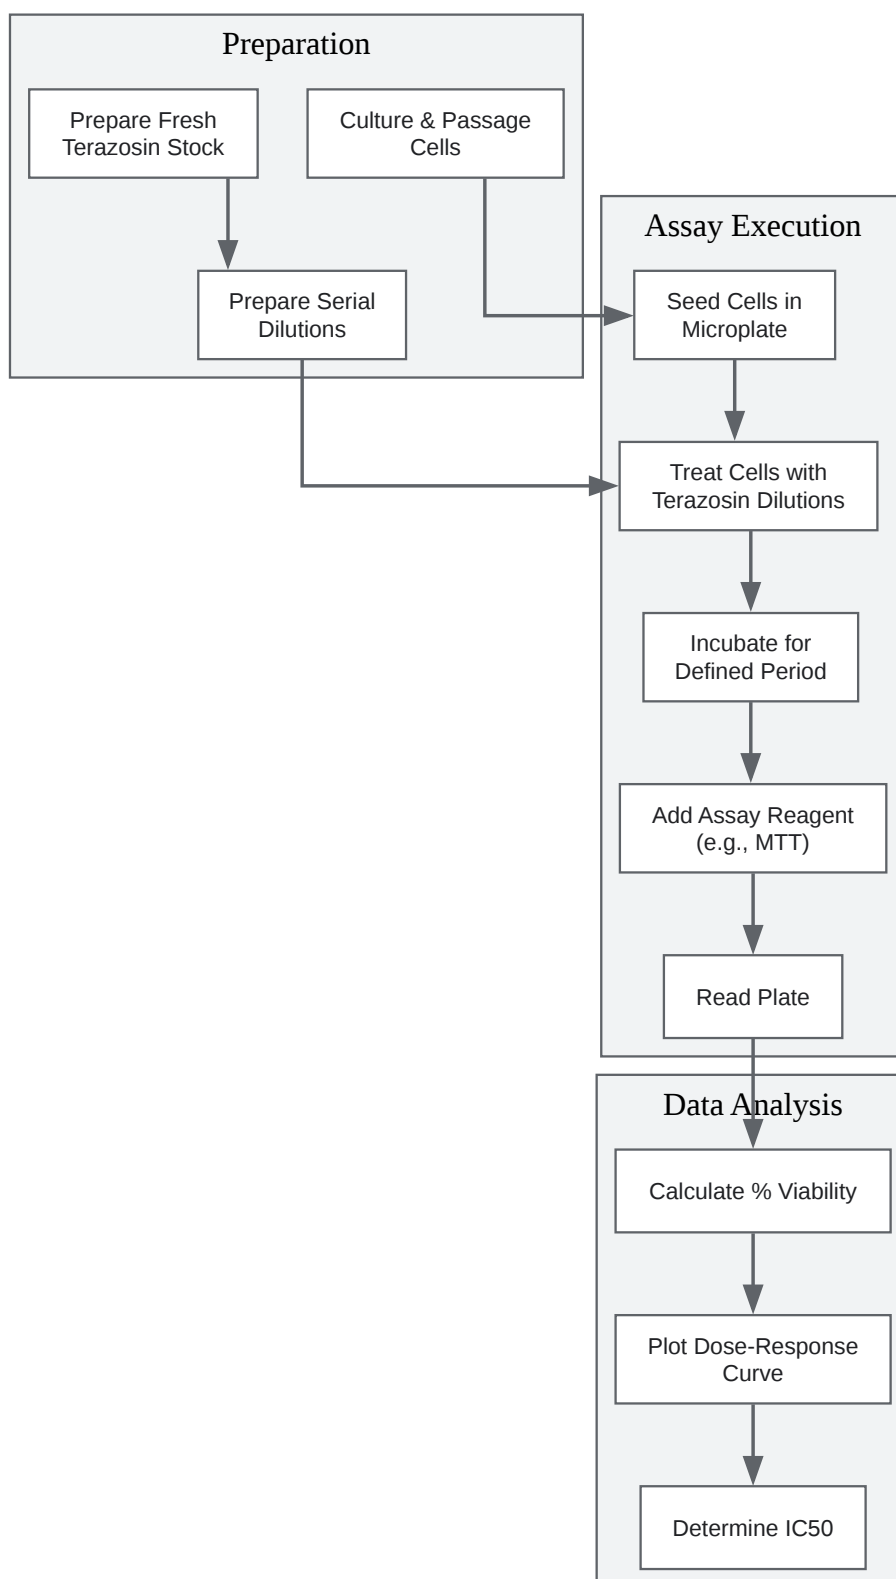 Preparation
Prepare Fresh
Terazosin Stock
Culture & Passage
Cells
Prepare Serial
Dilutions
Assay Execution
Seed Cells in
Microplate
Treat Cells with
Terazosin Dilutions
Incubate for
Defined Period
Add Assay Reagent
(e.g., MTT)
Read Plate
Data Analysis
Calculate % Viability
Plot Dose-Response
Curve
Determine IC50